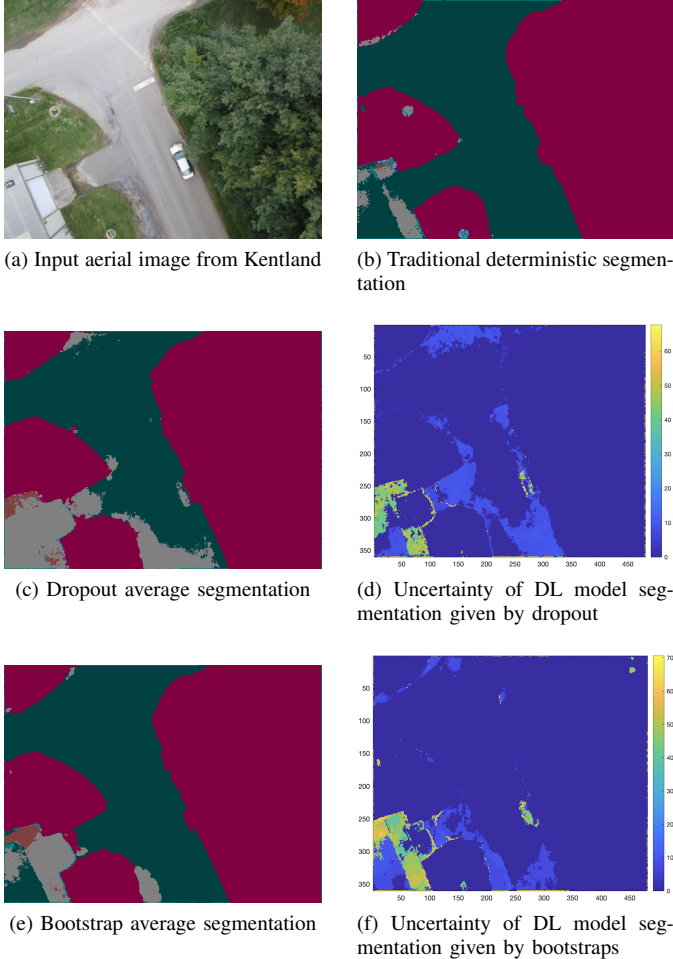 (a) Input aerial image from Kentland
(b) Traditional deterministic segmen-
tation
50
100
150
200
250
300
350
50 100 150 200 250 300 350 400 450
60
50
40
30
20
10
0
(c) Dropout average segmentation
(d) Uncertainty of DL model seg-
mentation given by dropout
50
100
150
200
250
300
350
50 100 150 200 250 300 350 400 450
70
60
50
40
30
20
10
0
(e) Bootstrap average segmentation
(f) Uncertainty of DL model seg-
mentation given by bootstraps